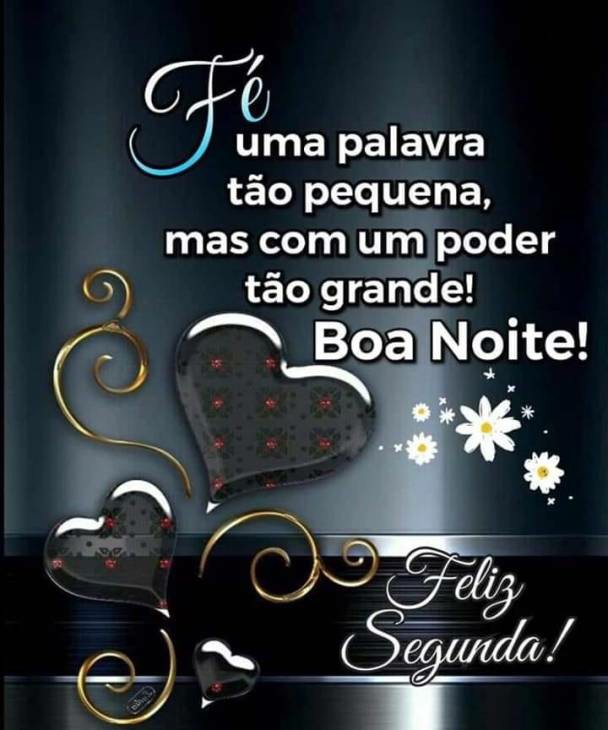 Fé
uma palavra
tão pequena,
mas com um poder
tão grande!
Boa Noite!
Feliz
Segunda!